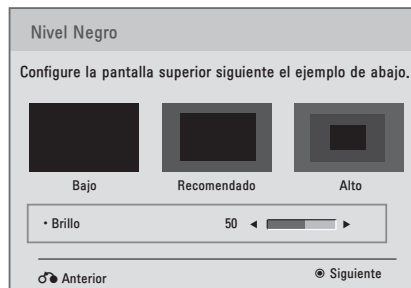 Nivel Negro
Configure la pantalla superior siguiente el ejemplo de abajo.
Bajo Recomendado Alto
• Brillo 50 ◄ ►
Anterior ◉ Siguiente